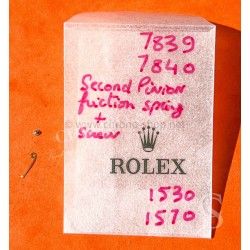 7839
7840
Second Pinion
friction spring
+
screw
ROLEX
1530
1570